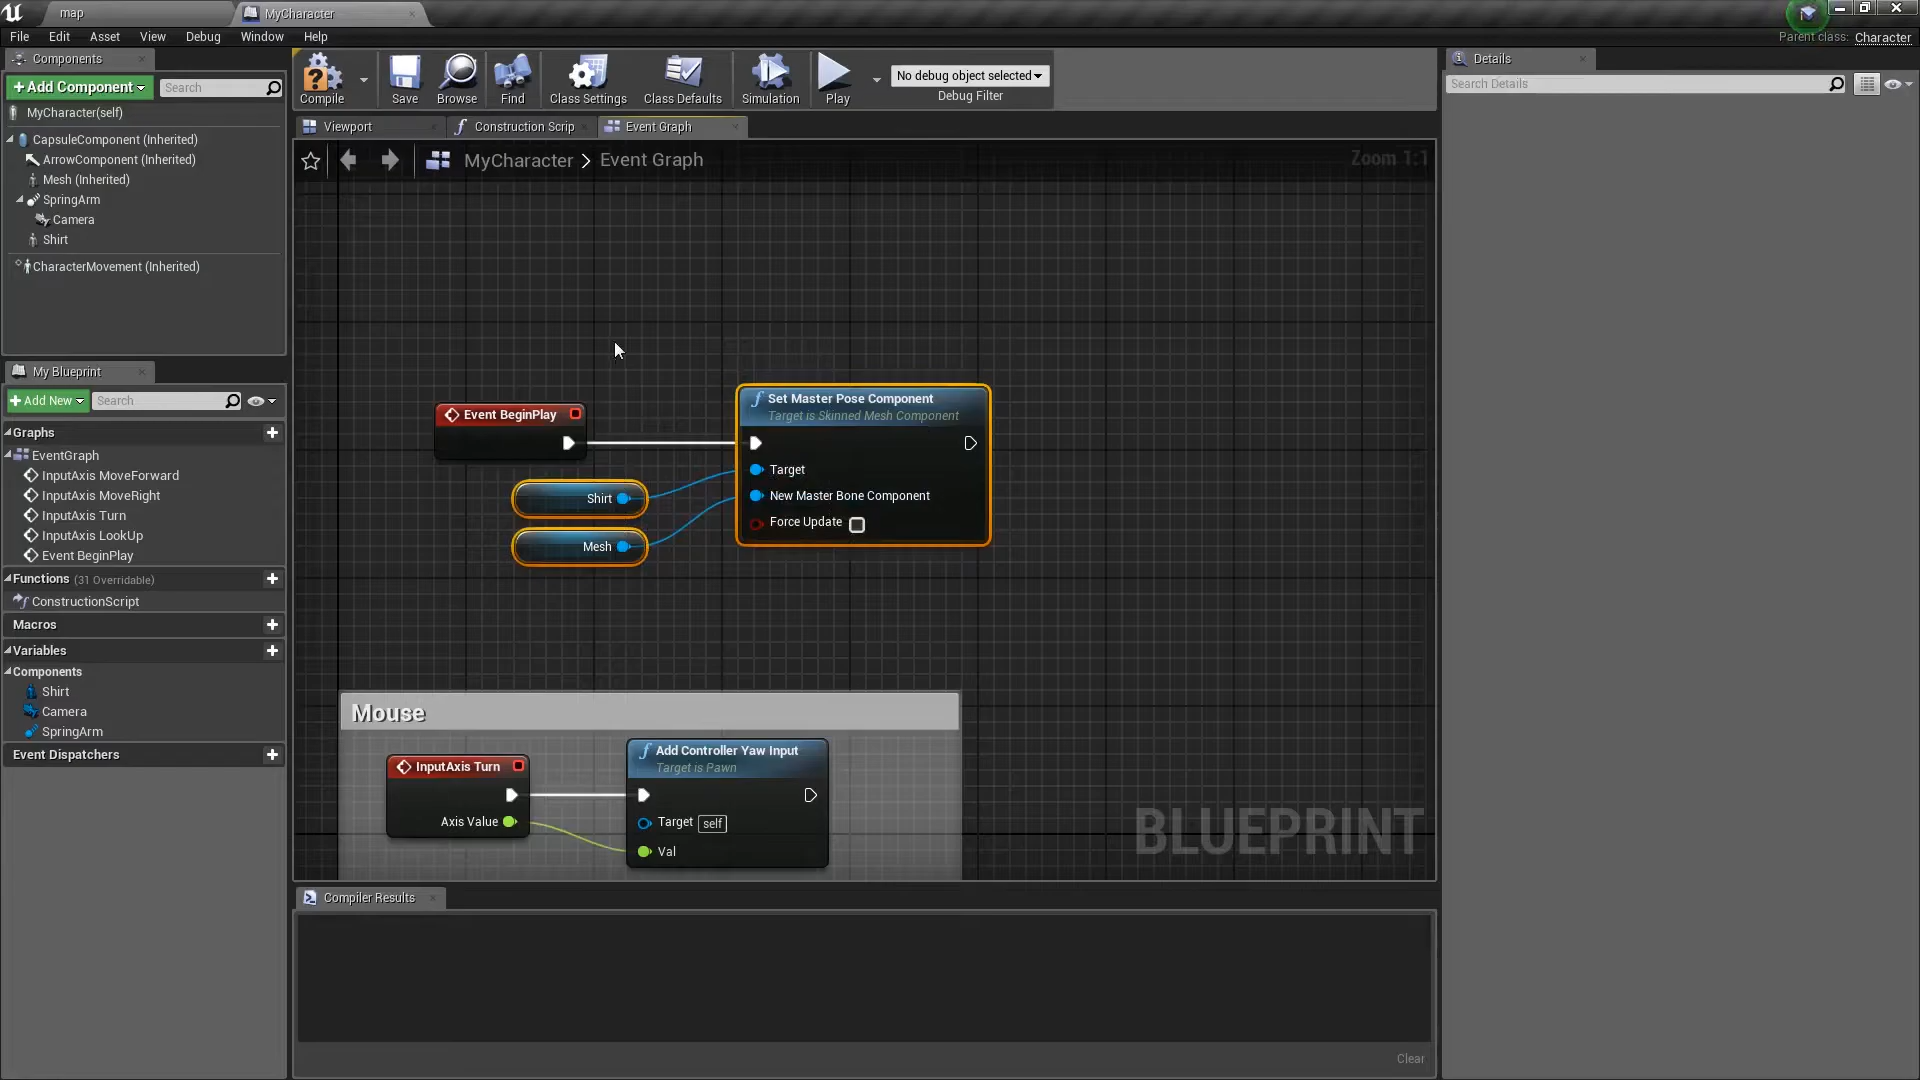 map
MyCharacter
File Edit Asset View Debug Window Help
Parent class: Character
Components
+Add Component
Search
MyCharacter(self)
CapsuleComponent (Inherited)
ArrowComponent (Inherited)
Mesh (Inherited)
SpringArm
Camera
Shirt
CharacterMovement (Inherited)
Compile
Save
Browse
Find
Class Settings
Class Defaults
Simulation
Play
No debug object selected
Debug Filter
Viewport
Construction Scrip
Event Graph
MyCharacter > Event Graph
Zoom 1:1
Event BeginPlay
Set Master Pose Component
Target is Skinned Mesh Component
Target
New Master Bone Component
Force Update
Shirt
Mesh
Mouse
InputAxis Turn
Axis Value
Add Controller Yaw Input
Target is Pawn
Target self
Val
BLUEPRINT
My Blueprint
+Add New
Search
Graphs
EventGraph
InputAxis MoveForward
InputAxis MoveRight
InputAxis Turn
InputAxis LookUp
Event BeginPlay
Functions (31 Overridable)
ConstructionScript
Macros
Variables
Components
Shirt
Camera
SpringArm
Event Dispatchers
Compiler Results
Clear
Details
Search Details